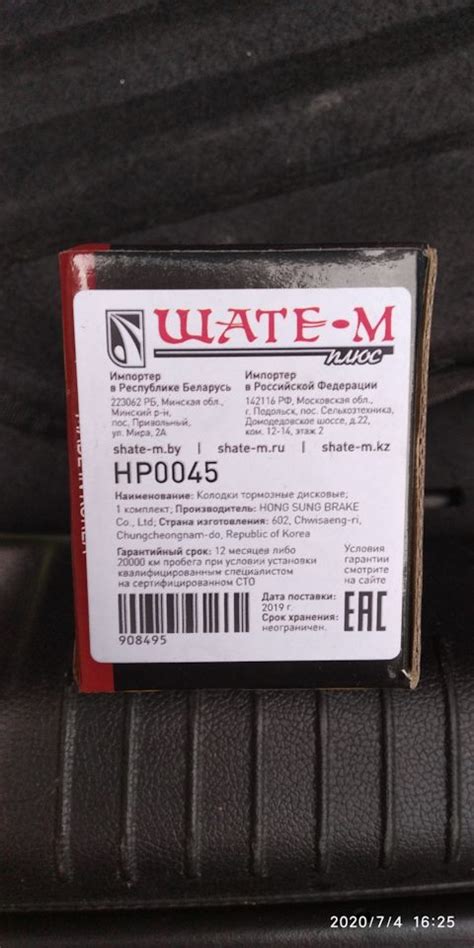 ШАТЕ-М
плюс
Импортер
в Республике Беларусь
223062 РБ, Минская обл.,
Минский р-н,
пос. Привольный,
ул. Мира, 2А
Импортер
в Российской Федерации
142116 РФ, Московская обл.,
г. Подольск, пос. Сельхозтехника,
Домодедовское шоссе, д.22,
ком. 12-14, этаж 2
shate-m.by | shate-m.ru | shate-m.kz
HP0045
Наименование: Колодки тормозные дисковые;
1 комплект; Производитель: HONG SUNG BRAKE
Co., Ltd; Страна изготовления: 602, Chwisaeng-ri,
Chungcheongnam-do, Republic of Korea
Гарантийный срок: 12 месяцев либо
20000 км пробега при условии установки
квалифицированным специалистом
на сертифицированном СТО
Условия
гарантии
смотрите
на сайте
908495
Дата поставки:
2019 г.
Срок хранения:
неограничен.
EAC
2020/7/4 16:25